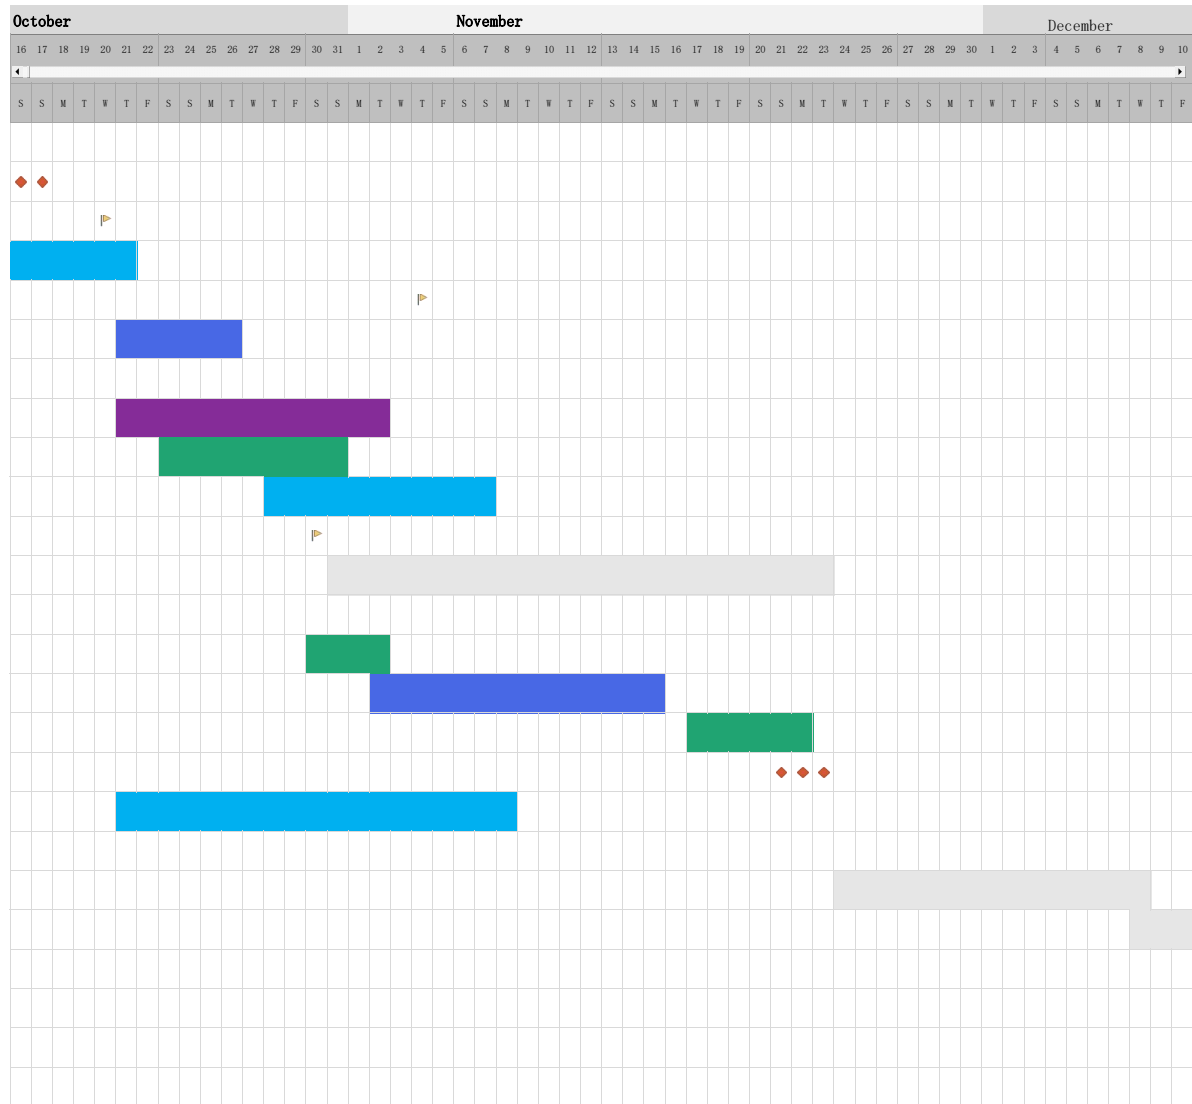 October November December
16 17 18 19 20 21 22 23 24 25 26 27 28 29 30 31 1 2 3 4 5 6 7 8 9 10 11 12 13 14 15 16 17 18 19 20 21 22 23 24 25 26 27 28 29 30 1 2 3 4 5 6 7 8 9 10
S S M T W T F S S M T W T F S S M T W T F S S M T W T F S S M T W T F S S M T W T F S S M T W T F S S M T W T F